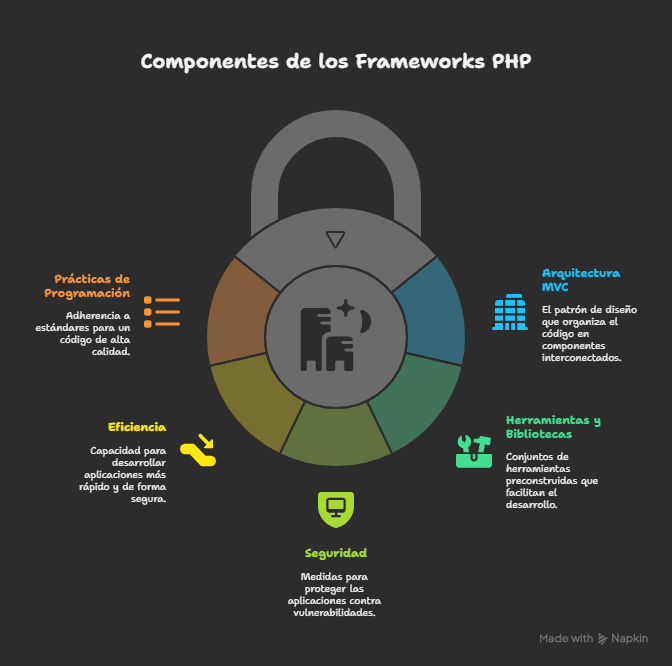 Componentes de los Frameworks PHP
Prácticas de
Programación
Adherencia a
estándares para un
código de alta
calidad.
Arquitectura
MVC
El patrón de diseño
que organiza el
código en
componentes
interconectados.
Eficiencia
Capacidad para
desarrollar
aplicaciones más
rápido y de forma
segura.
Herramientas y
Bibliotecas
Conjuntos de
herramientas
preconstruidas que
facilitan el
desarrollo.
Seguridad
Medidas para
proteger las
aplicaciones contra
vulnerabilidades.
Made with Napkin